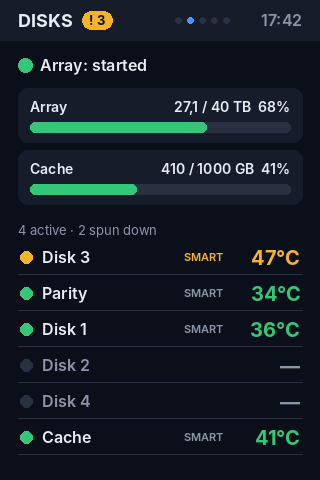 DISKS ! 3 17:42
Array: started
Array 27,1 / 40 TB 68%
Cache 410 / 1000 GB 41%
4 active · 2 spun down
Disk 3 SMART 47°C
Parity SMART 34°C
Disk 1 SMART 36°C
Disk 2 —
Disk 4 —
Cache SMART 41°C